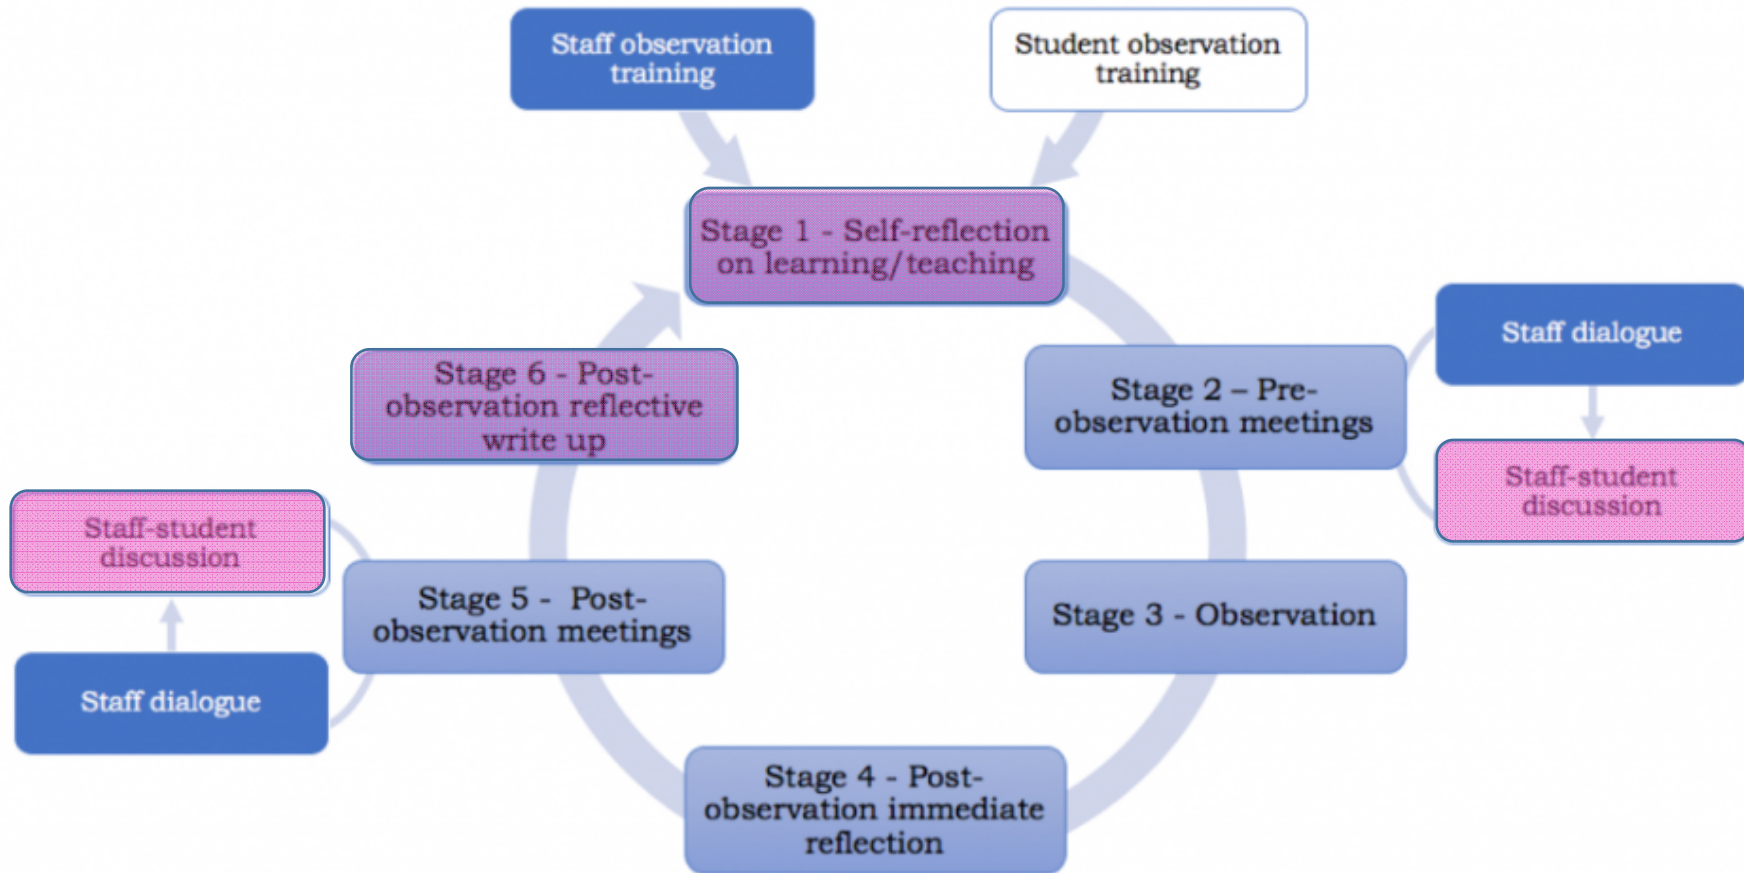 Staff observation
training
Student observation
training
Stage 1 - Self-reflection
on learning/teaching
Stage 2 – Pre-
observation meetings
Staff dialogue
Staff-student
discussion
Stage 3 - Observation
Stage 4 - Post-
observation immediate
reflection
Stage 5 -  Post-
observation meetings
Staff-student
discussion
Staff dialogue
Stage 6 - Post-
observation reflective
write up